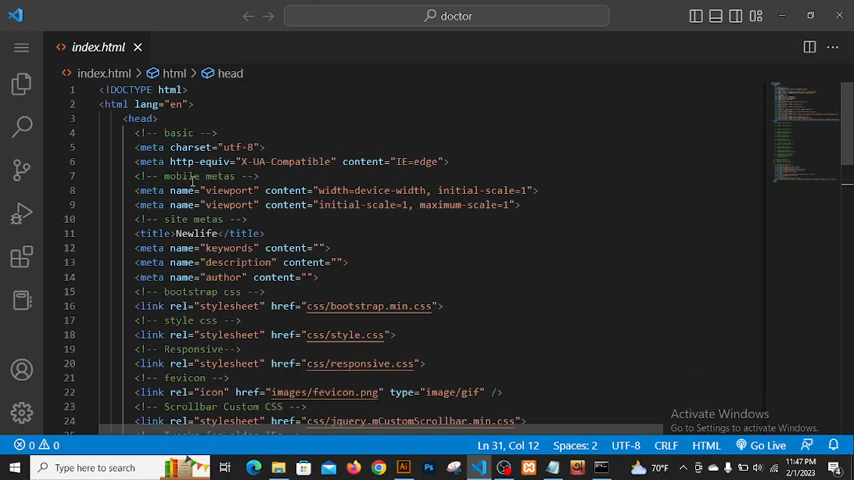 doctor
index.html
index.html > html > head
1 <!DOCTYPE html>
2 <html lang="en">
3 <head>
4 <!-- basic -->
5 <meta charset="utf-8">
6 <meta http-equiv="X-UA-Compatible" content="IE=edge">
7 <!-- mobile metas -->
8 <meta name="viewport" content="width=device-width, initial-scale=1">
9 <meta name="viewport" content="initial-scale=1, maximum-scale=1">
10 <!-- site metas -->
11 <title>Newlife</title>
12 <meta name="keywords" content="">
13 <meta name="description" content="">
14 <meta name="author" content="">
15 <!-- bootstrap css -->
16 <link rel="stylesheet" href="css/bootstrap.min.css">
17 <!-- style css -->
18 <link rel="stylesheet" href="css/style.css">
19 <!-- Responsive-->
20 <link rel="stylesheet" href="css/responsive.css">
21 <!-- fevicon -->
22 <link rel="icon" href="images/fevicon.png" type="image/gif" />
23 <!-- Scrollbar Custom CSS -->
24 <link rel="stylesheet" href="css/jquery.mCustomScrollbar.min.css">
Activate Windows
Go to Settings to activate Windows.
0 0 Ln 31, Col 12 Spaces: 2 UTF-8 CRLF HTML Go Live
Type here to search
70°F
11:47 PM
2/1/2023